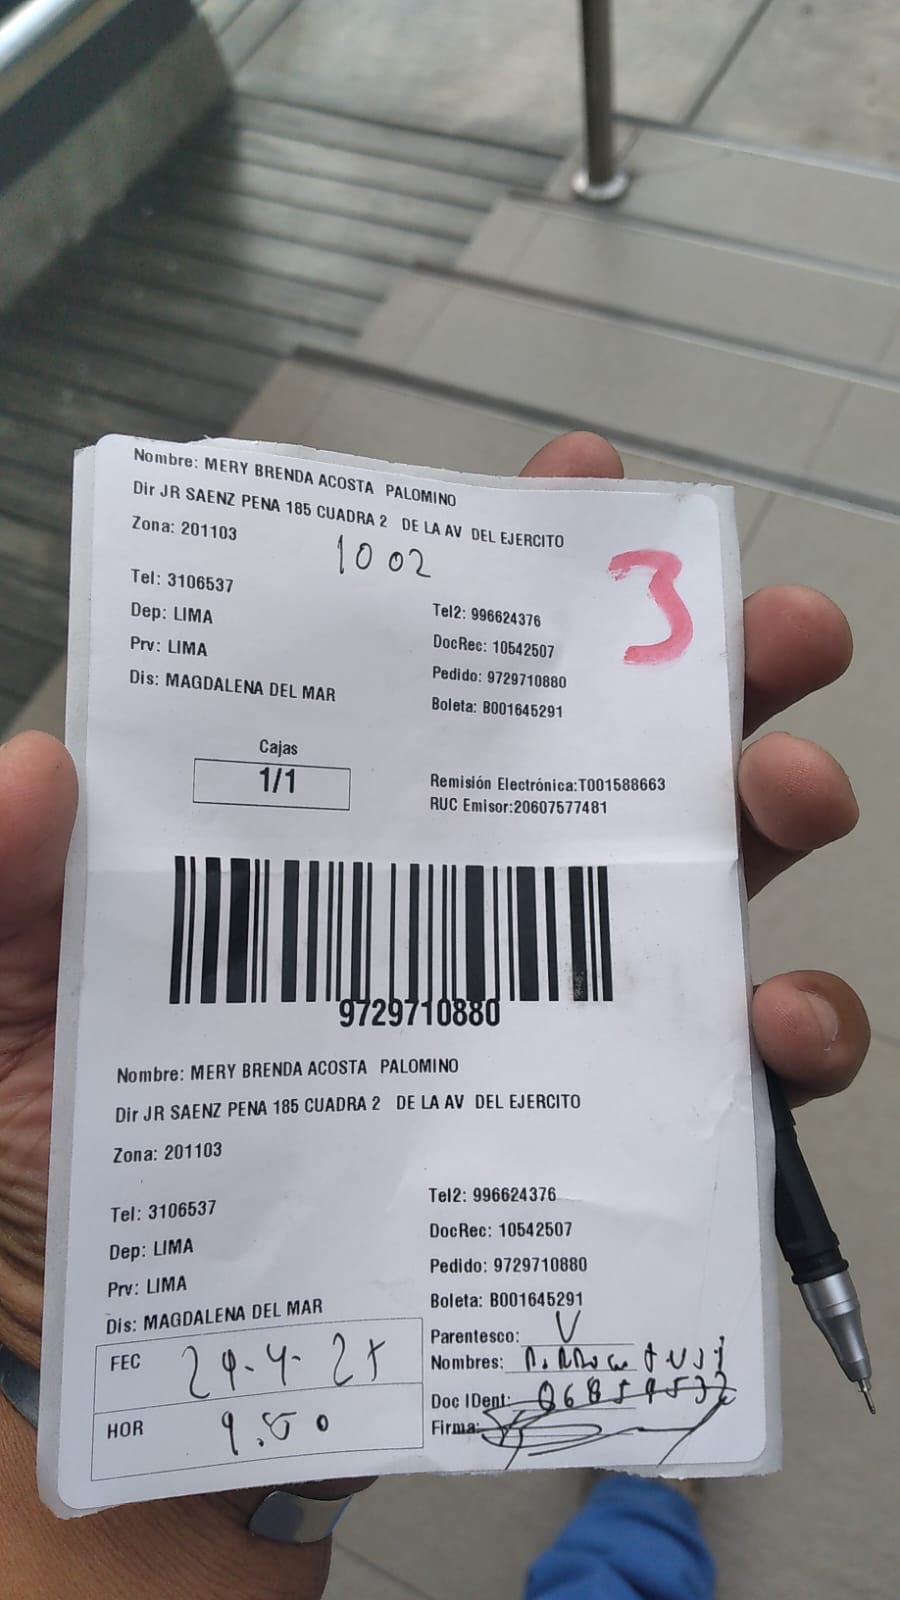 Nombre: MERY BRENDA ACOSTA PALOMINO
Dir JR SAENZ PENA 185 CUADRA 2 DE LA AV DEL EJERCITO
Zona: 201103
1002
3
Tel: 3106537
Tel2: 996624376
Dep: LIMA
DocRec: 10542507
Prv: LIMA
Pedido: 9729710880
Dis: MAGDALENA DEL MAR
Boleta: B001645291
Cajas
1/1
Remisión Electrónica:T001588663
RUC Emisor:20607577481
9729710880
Nombre: MERY BRENDA ACOSTA PALOMINO
Dir JR SAENZ PENA 185 CUADRA 2 DE LA AV DEL EJERCITO
Zona: 201103
Tel: 3106537
Tel2: 996624376
Dep: LIMA
DocRec: 10542507
Prv: LIMA
Pedido: 9729710880
Dis: MAGDALENA DEL MAR
Boleta: B001645291
FEC
HOR 9.50
Parentesco: V
Nombres:
Doc IDent:
Firma: